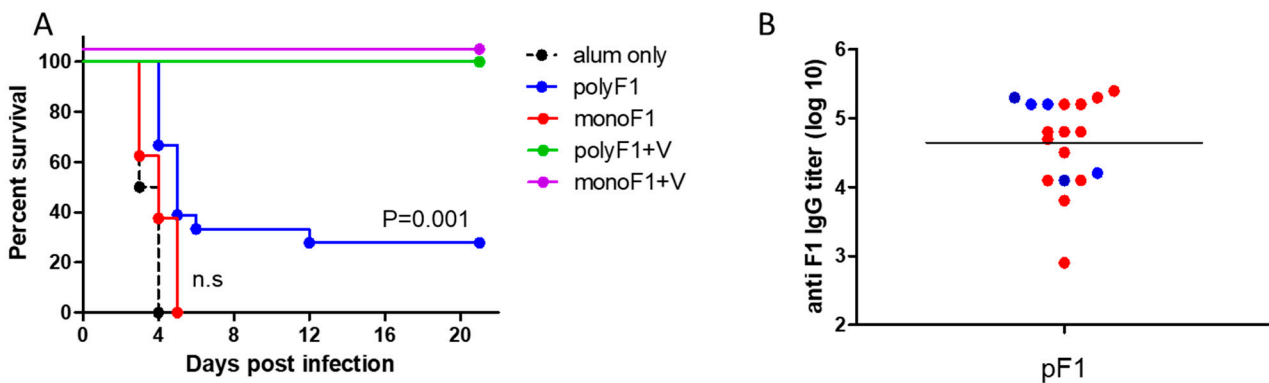 A
Percent survival
100
80
60
40
20
0
0 4 8 12 16 20
Days post infection
P=0.001
n.s
alum only
polyF1
monoF1
polyF1+V
monoF1+V
B
anti F1 IgG titer (log 10)
6
5
4
3
2
pF1